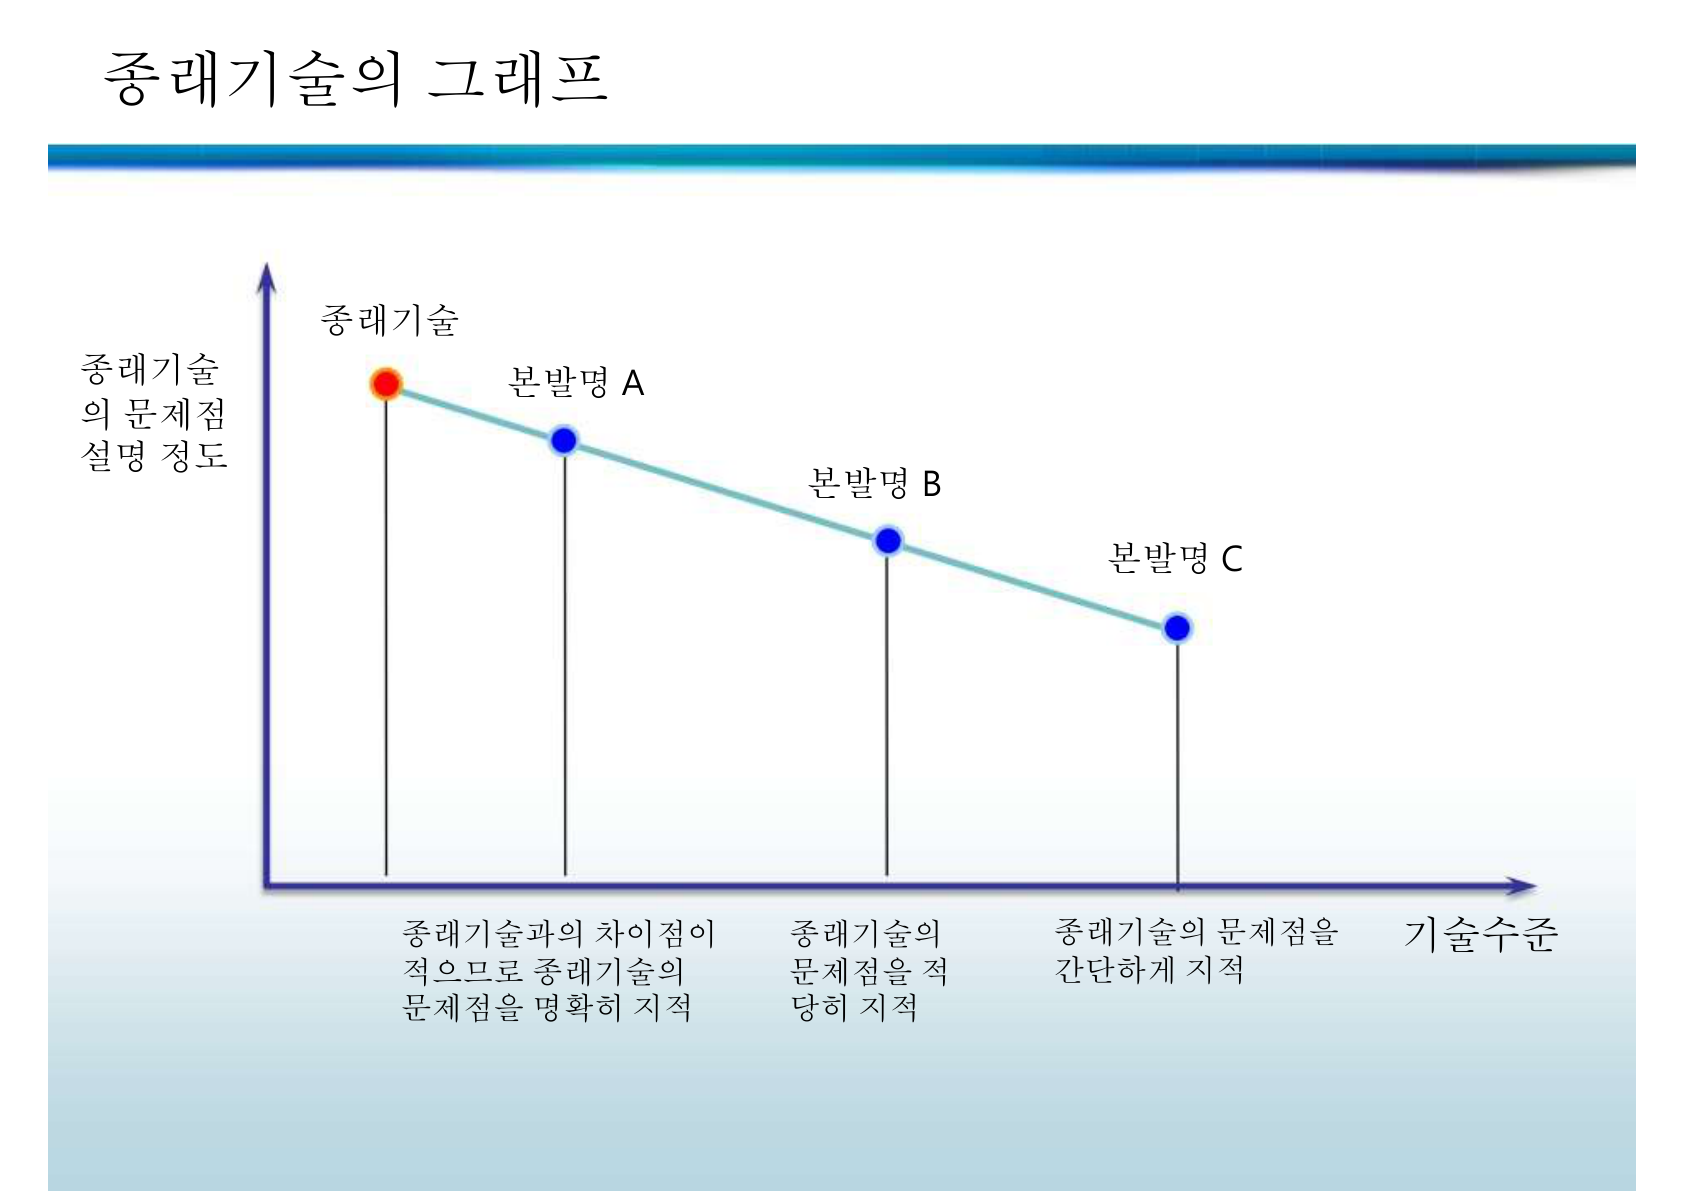 종래기술의 그래프
종래기술
종래기술
의 문제점
설명 정도
본발명 A
본발명 B
본발명 C
종래기술과의 차이점이
적으므로 종래기술의
문제점을 명확히 지적
종래기술의
문제점을 적
당히 지적
종래기술의 문제점을
간단하게 지적
기술수준